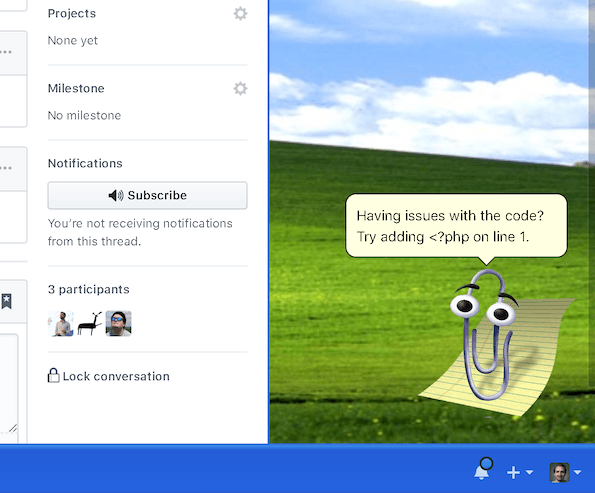 Projects
None yet
Milestone
No milestone
Notifications
Subscribe
You're not receiving notifications
from this thread.
3 participants
Lock conversation
Having issues with the code?
Try adding <?php on line 1.